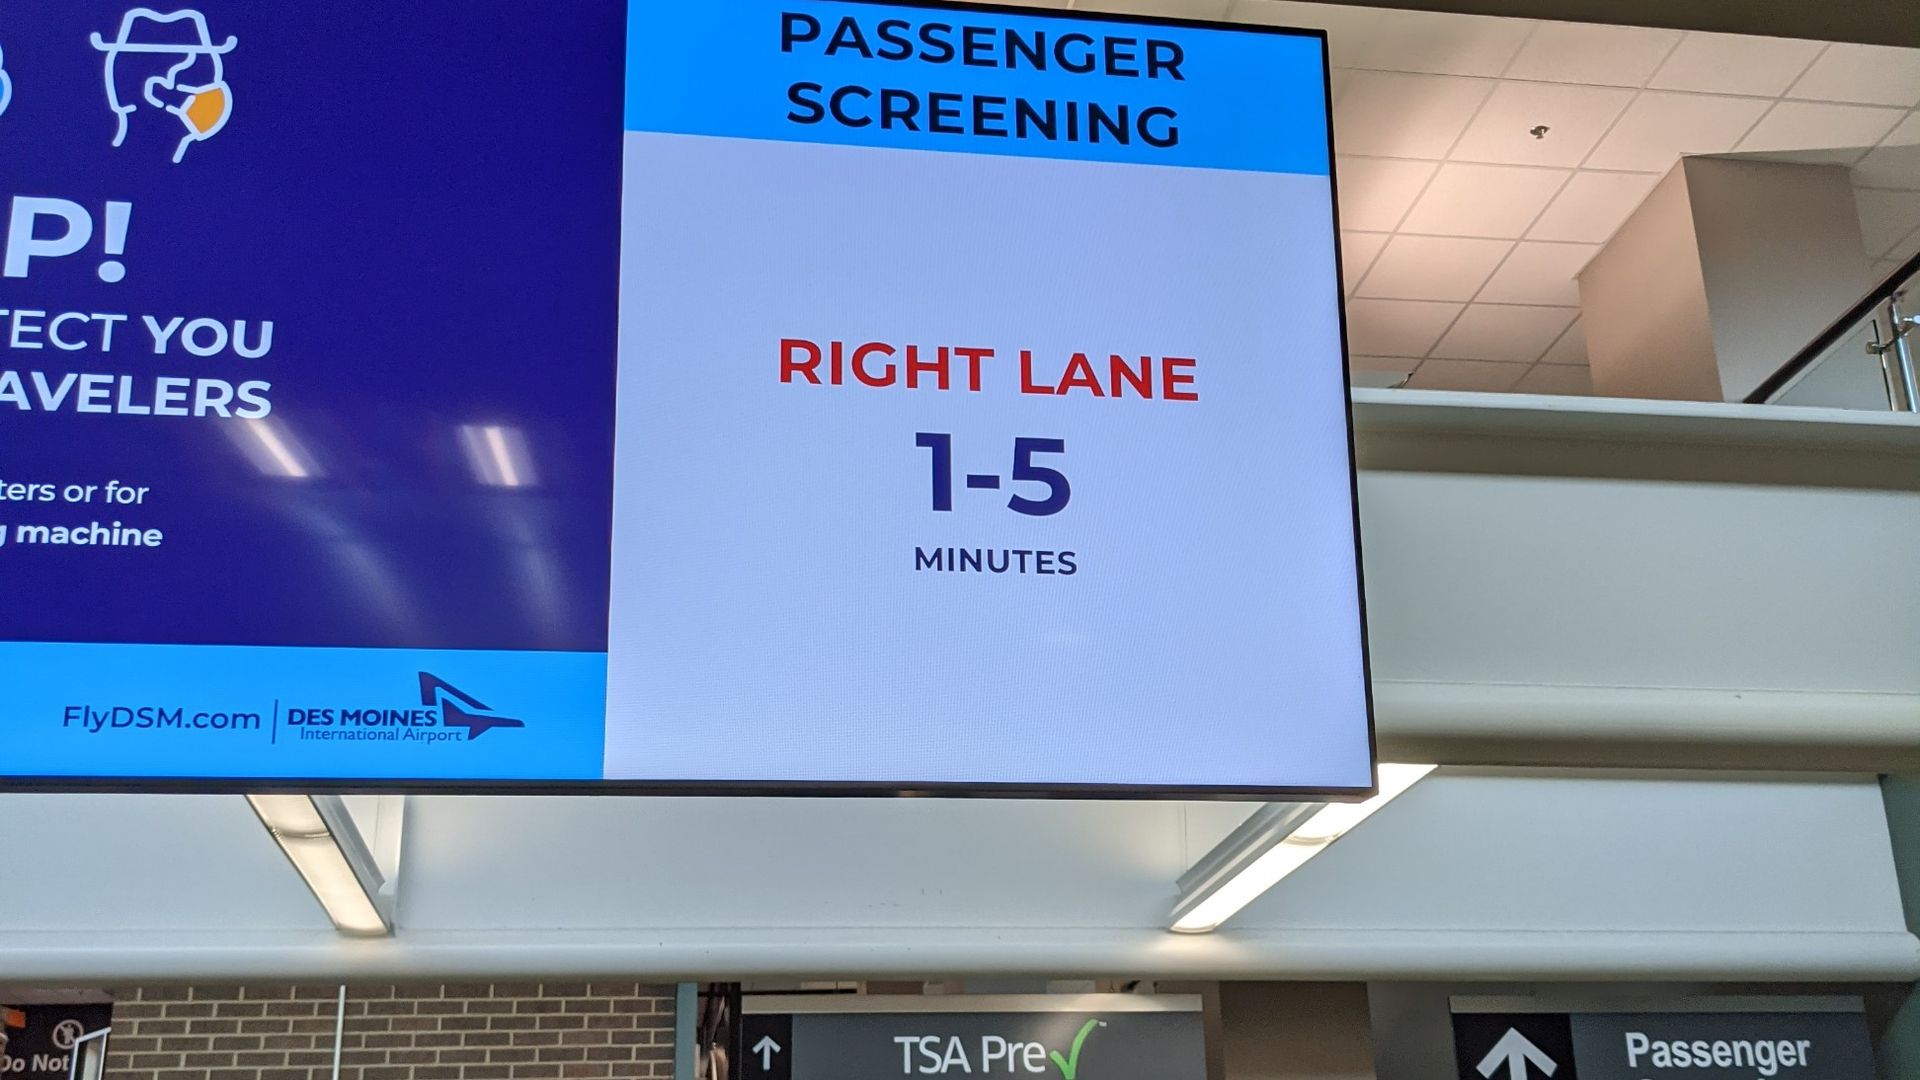 P!
TECT YOU
AVELERS
ters or for
g machine
FlyDSM.com
DES MOINES
International Airport
PASSENGER
SCREENING
RIGHT LANE
1-5
MINUTES
Do Not
TSA Pre✓™
Passenger